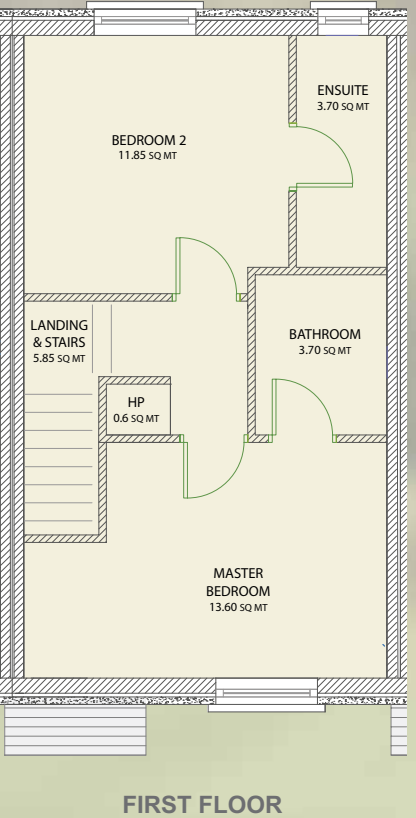 ENSUITE
3.70 SQ MT
BEDROOM 2
11.85 SQ MT
LANDING
& STAIRS
5.85 SQ MT
BATHROOM
3.70 SQ MT
HP
0.6 SQ MT
MASTER
BEDROOM
13.60 SQ MT
FIRST FLOOR